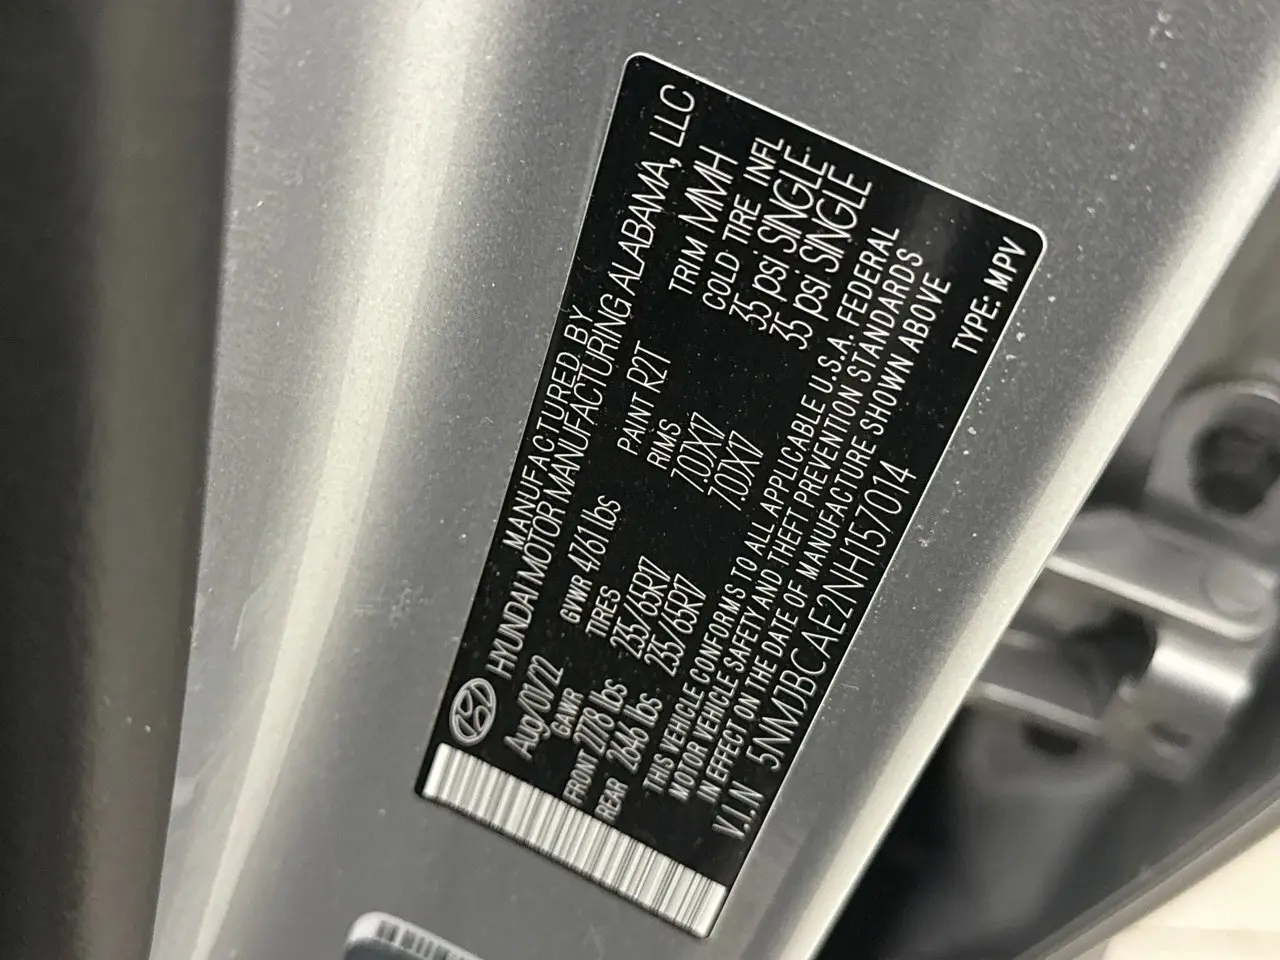 MANUFACTURED BY
HYUNDAI MOTOR MANUFACTURING ALABAMA, LLC
Aug/01/22 GVWR 4761 lbs PAINT R2T TRIM MMH
GAWR TIRES RIMS COLD TIRE INFL
FRONT 2778 lbs 235/65R17 7.0JX17 35 psi SINGLE
REAR 2646 lbs 235/65R17 7.0JX17 35 psi SINGLE
THIS VEHICLE CONFORMS TO ALL APPLICABLE U.S.A. FEDERAL
MOTOR VEHICLE SAFETY AND THEFT PREVENTION STANDARDS
IN EFFECT ON THE DATE OF MANUFACTURE SHOWN ABOVE
V.I.N 5NMJBCAE2NH157014 TYPE: MPV